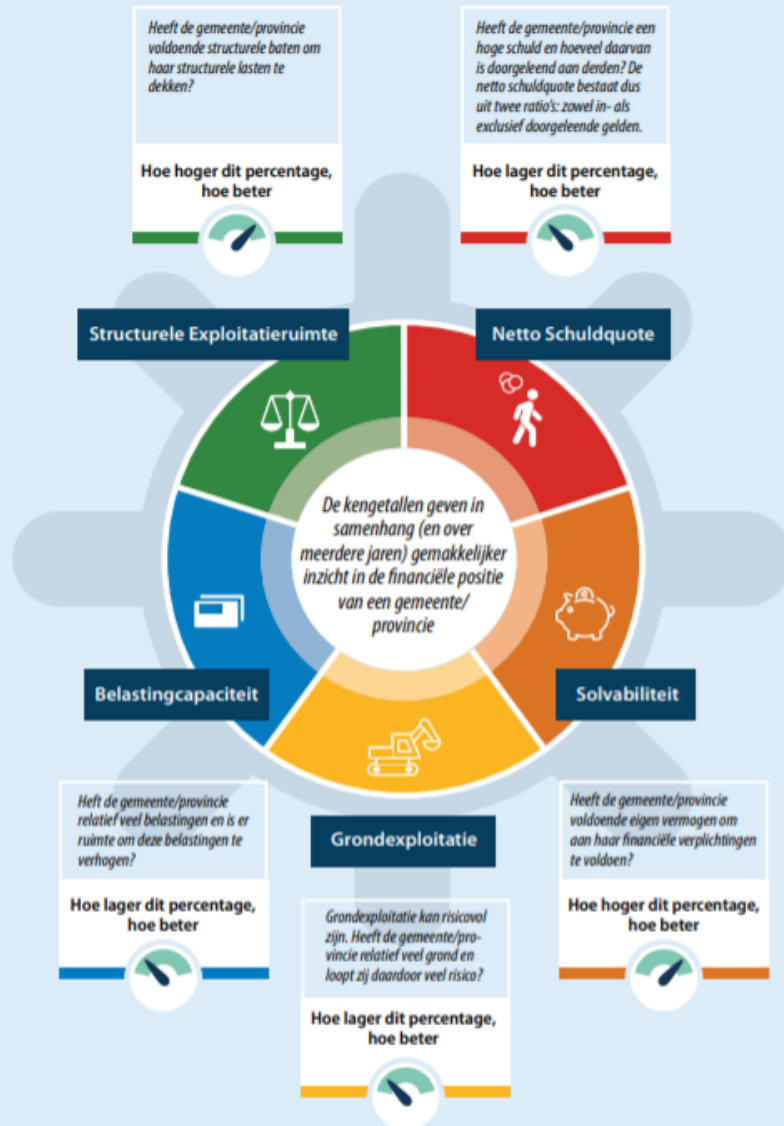 Heeft de gemeente/provincie
voldoende structurele baten om
haar structurele lasten te
dekken?
Hoe hoger dit percentage,
hoe beter
Heeft de gemeente/provincie een
hoge schuld en hoeveel daarvan
is doorgeleend aan derden? De
netto schuldquote bestaat dus
uit twee ratio's: zowel in- als
exclusief doorgeleende gelden.
Hoe lager dit percentage,
hoe beter
Structurele Exploitatieruimte
Netto Schuldquote
De kengetallen geven in
samenhang (en over
meerdere jaren) gemakkelijker
inzicht in de financiële positie
van een gemeente/
provincie
Belastingcapaciteit
Solvabiliteit
Grondexploitatie
Heft de gemeente/provincie
relatief veel belastingen en is er
ruimte om deze belastingen te
verhogen?
Hoe lager dit percentage,
hoe beter
Grondexploitatie kan risicovol
zijn. Heeft de gemeente/pro-
vincie relatief veel grond en
loopt zij daardoor veel risico?
Hoe lager dit percentage,
hoe beter
Heeft de gemeente/provincie
voldoende eigen vermogen om
aan haar financiële verplichtingen
te voldoen?
Hoe hoger dit percentage,
hoe beter